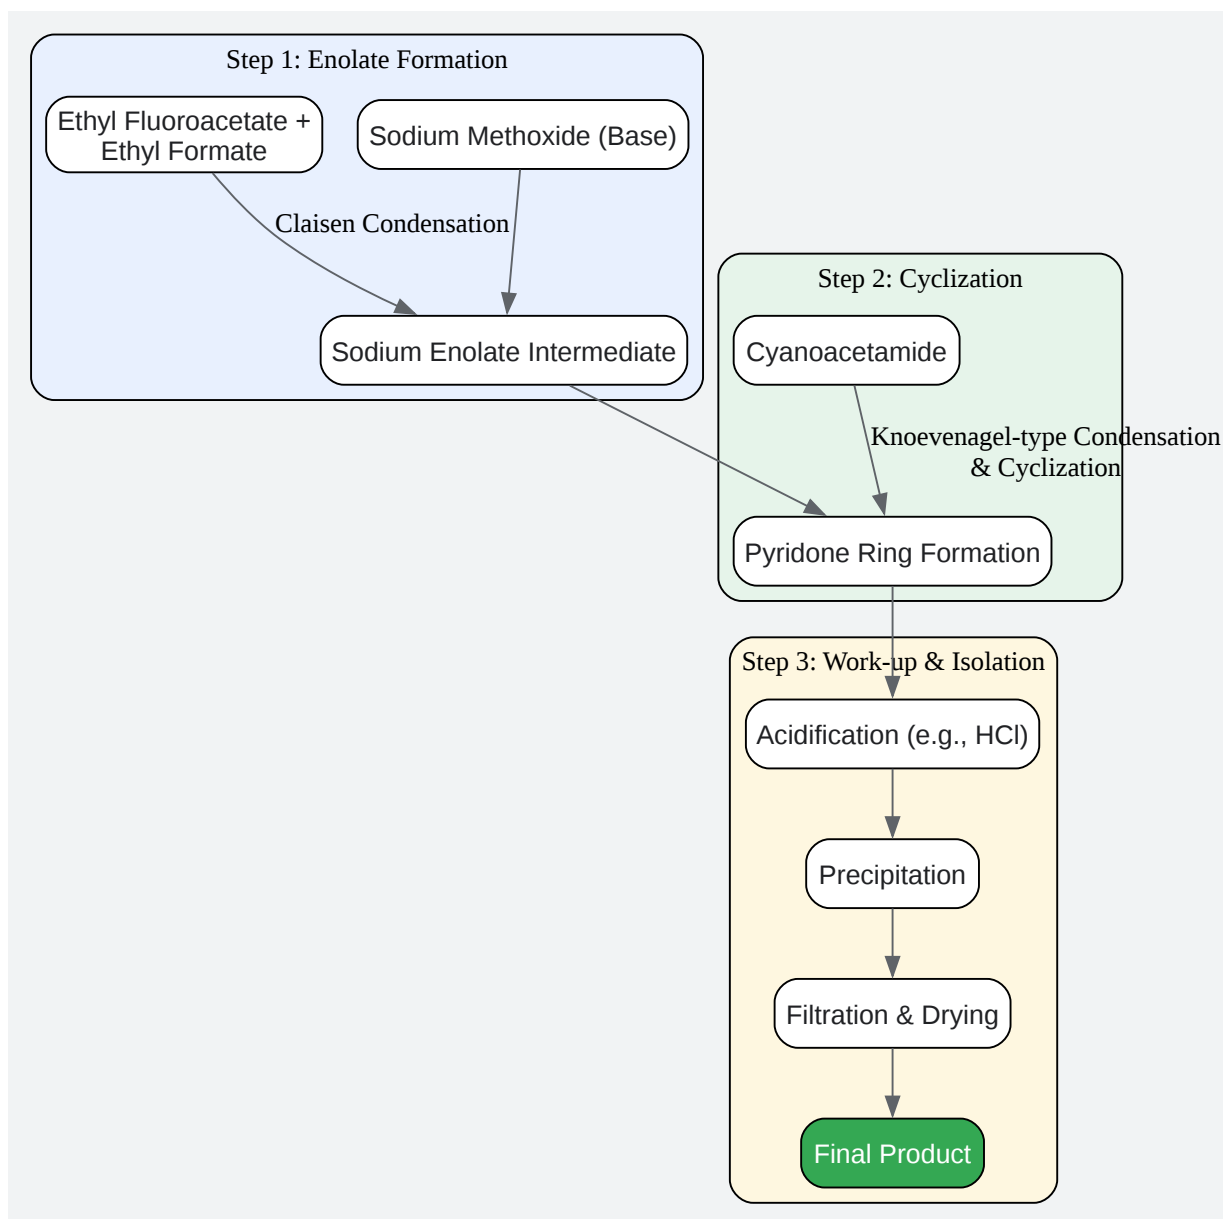 Step 1: Enolate Formation
Ethyl Fluoroacetate +
Ethyl Formate
Sodium Methoxide (Base)
Claisen Condensation
Sodium Enolate Intermediate
Step 2: Cyclization
Cyanoacetamide
Knoevenagel-type Condensation
& Cyclization
Pyridone Ring Formation
Step 3: Work-up & Isolation
Acidification (e.g., HCl)
Precipitation
Filtration & Drying
Final Product